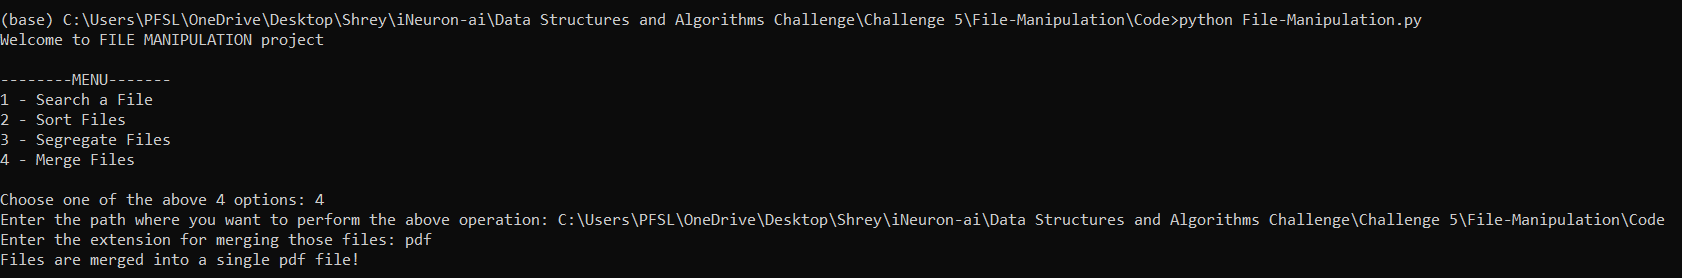 (base) C:\Users\PFSL\OneDrive\Desktop\Shrey\iNeuron-ai\Data Structures and Algorithms Challenge\Challenge 5\File-Manipulation\Code>python File-Manipulation.py
Welcome to FILE MANIPULATION project
--------MENU-------
1 - Search a File
2 - Sort Files
3 - Segregate Files
4 - Merge Files
Choose one of the above 4 options: 4
Enter the path where you want to perform the above operation: C:\Users\PFSL\OneDrive\Desktop\Shrey\iNeuron-ai\Data Structures and Algorithms Challenge\Challenge 5\File-Manipulation\Code
Enter the extension for merging those files: pdf
Files are merged into a single pdf file!